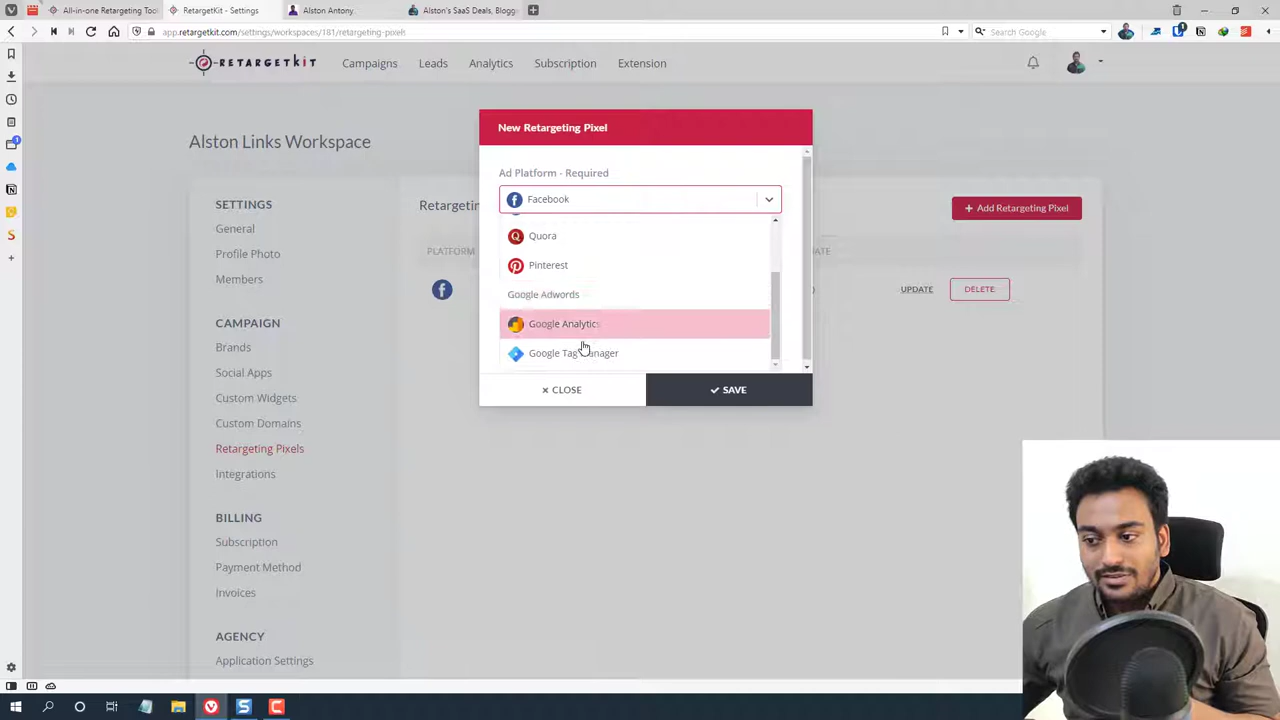 All-in-one Retargeting Tool
RetargetKit - Settings
Alston Antony
Alston's SaaS Deals, Blogg
app.retargetkit.com/settings/workspaces/181/retargeting-pixels
Search Google
RETARGETKIT
Campaigns
Leads
Analytics
Subscription
Extension
Alston Links Workspace
SETTINGS
General
Profile Photo
Members
CAMPAIGN
Brands
Social Apps
Custom Widgets
Custom Domains
Retargeting Pixels
Integrations
BILLING
Subscription
Payment Method
Invoices
AGENCY
Application Settings
Retargetin
+ Add Retargeting Pixel
PLATFORM
UPDATE
DELETE
New Retargeting Pixel
Ad Platform - Required
Facebook
Quora
Pinterest
Google Adwords
Google Analytics
Google Tag Manager
× CLOSE
✓ SAVE